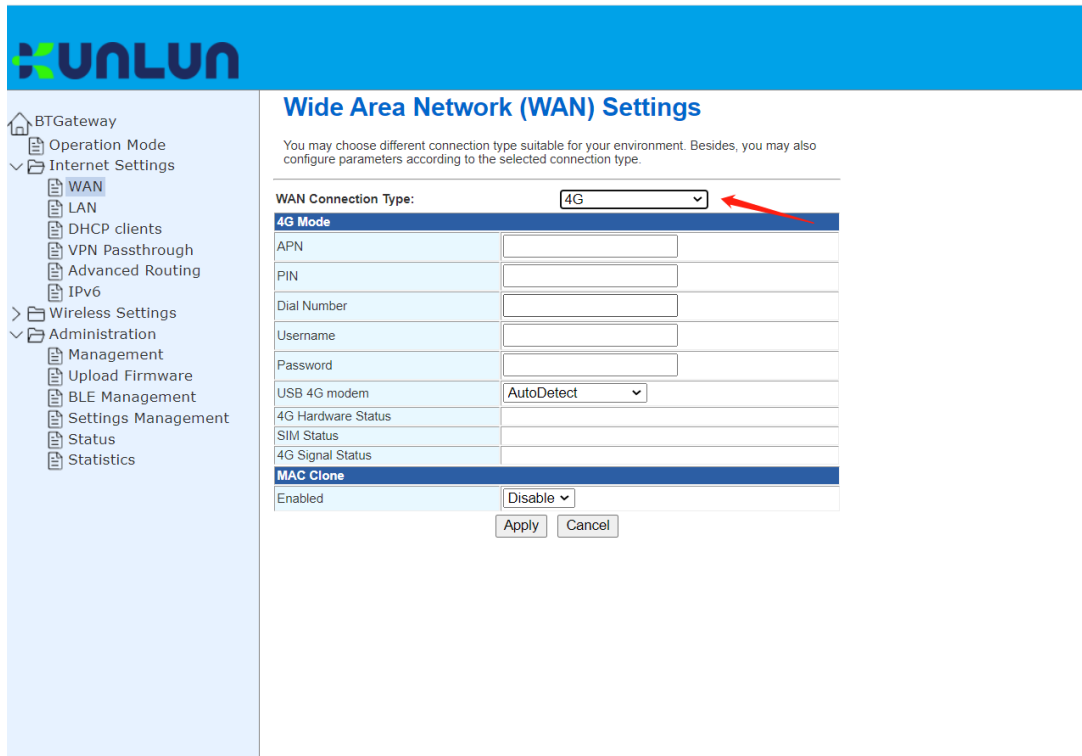 KUNLUN
BTGateway
Operation Mode
Internet Settings
WAN
LAN
DHCP clients
VPN Passthrough
Advanced Routing
IPv6
Wireless Settings
Administration
Management
Upload Firmware
BLE Management
Settings Management
Status
Statistics
Wide Area Network (WAN) Settings
You may choose different connection type suitable for your environment. Besides, you may also
configure parameters according to the selected connection type.
WAN Connection Type: 4G
4G Mode
APN
PIN
Dial Number
Username
Password
USB 4G modem AutoDetect
4G Hardware Status
SIM Status
4G Signal Status
MAC Clone
Enabled Disable
Apply Cancel